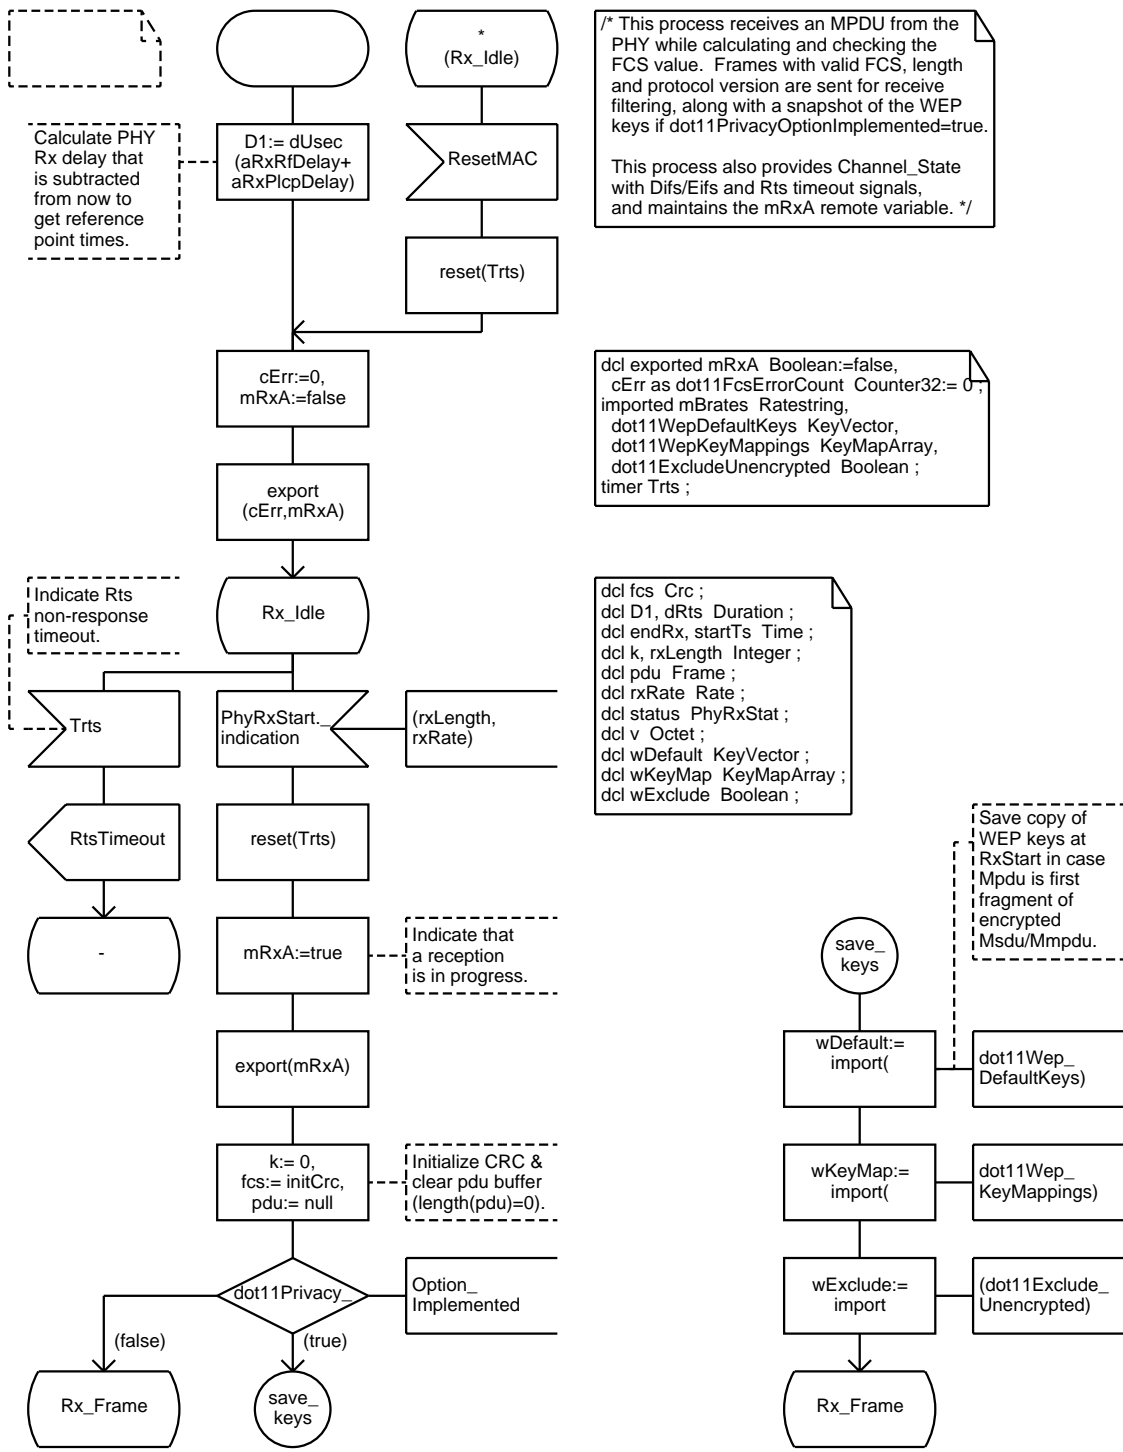 *
(Rx_Idle)
/* This process receives an MPDU from the
PHY while calculating and checking the
FCS value.  Frames with valid FCS, length
and protocol version are sent for receive
filtering, along with a snapshot of the WEP
keys if dot11PrivacyOptionImplemented=true.
This process also provides Channel_State
with Difs/Eifs and Rts timeout signals,
and maintains the mRxA remote variable. */
Calculate PHY
Rx delay that
is subtracted
from now to
get reference
point times.
D1:= dUsec
(aRxRfDelay+
aRxPlcpDelay)
ResetMAC
reset(Trts)
cErr:=0,
mRxA:=false
dcl exported mRxA  Boolean:=false,
cErr as dot11FcsErrorCount  Counter32:= 0 ;
imported mBrates  Ratestring,
dot11WepDefaultKeys  KeyVector,
dot11WepKeyMappings  KeyMapArray,
dot11ExcludeUnencrypted  Boolean ;
timer Trts ;
export
(cErr,mRxA)
Indicate Rts
non-response
timeout.
Rx_Idle
dcl fcs  Crc ;
dcl D1, dRts  Duration ;
dcl endRx, startTs  Time ;
dcl k, rxLength  Integer ;
dcl pdu  Frame ;
dcl rxRate  Rate ;
dcl status  PhyRxStat ;
dcl v  Octet ;
dcl wDefault  KeyVector ;
dcl wKeyMap  KeyMapArray ;
dcl wExclude  Boolean ;
Trts
PhyRxStart._
indication
(rxLength,
rxRate)
RtsTimeout
reset(Trts)
Save copy of
WEP keys at
RxStart in case
Mpdu is first
fragment of
encrypted
Msdu/Mmpdu.
-
mRxA:=true
Indicate that
a reception
is in progress.
save_
keys
export(mRxA)
wDefault:=
import(
dot11Wep_
DefaultKeys)
k:= 0,
fcs:= initCrc,
pdu:= null
Initialize CRC &
clear pdu buffer
(length(pdu)=0).
wKeyMap:=
import(
dot11Wep_
KeyMappings)
dot11Privacy_
Option_
Implemented
wExclude:=
import
(dot11Exclude_
Unencrypted)
(false)
(true)
Rx_Frame
save_
keys
Rx_Frame